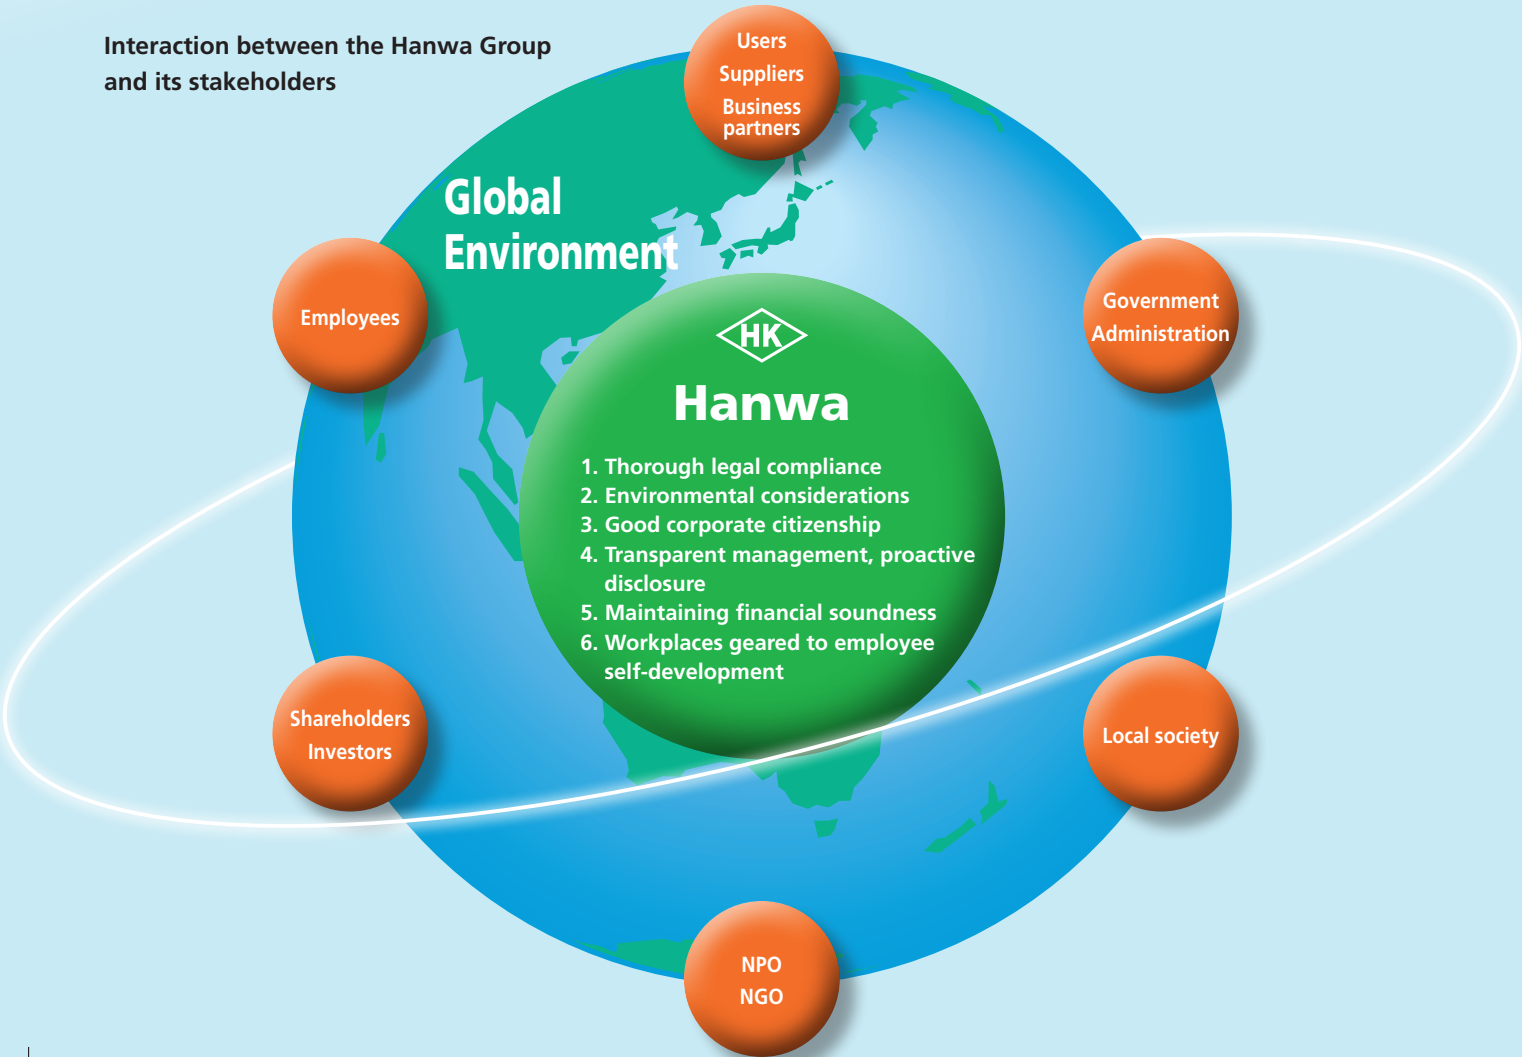 Interaction between the Hanwa Group
and its stakeholders
Users
Suppliers
Business
partners
Global
Environment
Employees
Government
Administration
HK
Hanwa
1. Thorough legal compliance
2. Environmental considerations
3. Good corporate citizenship
4. Transparent management, proactive
disclosure
5. Maintaining financial soundness
6. Workplaces geared to employee
self-development
Shareholders
Investors
Local society
NPO
NGO